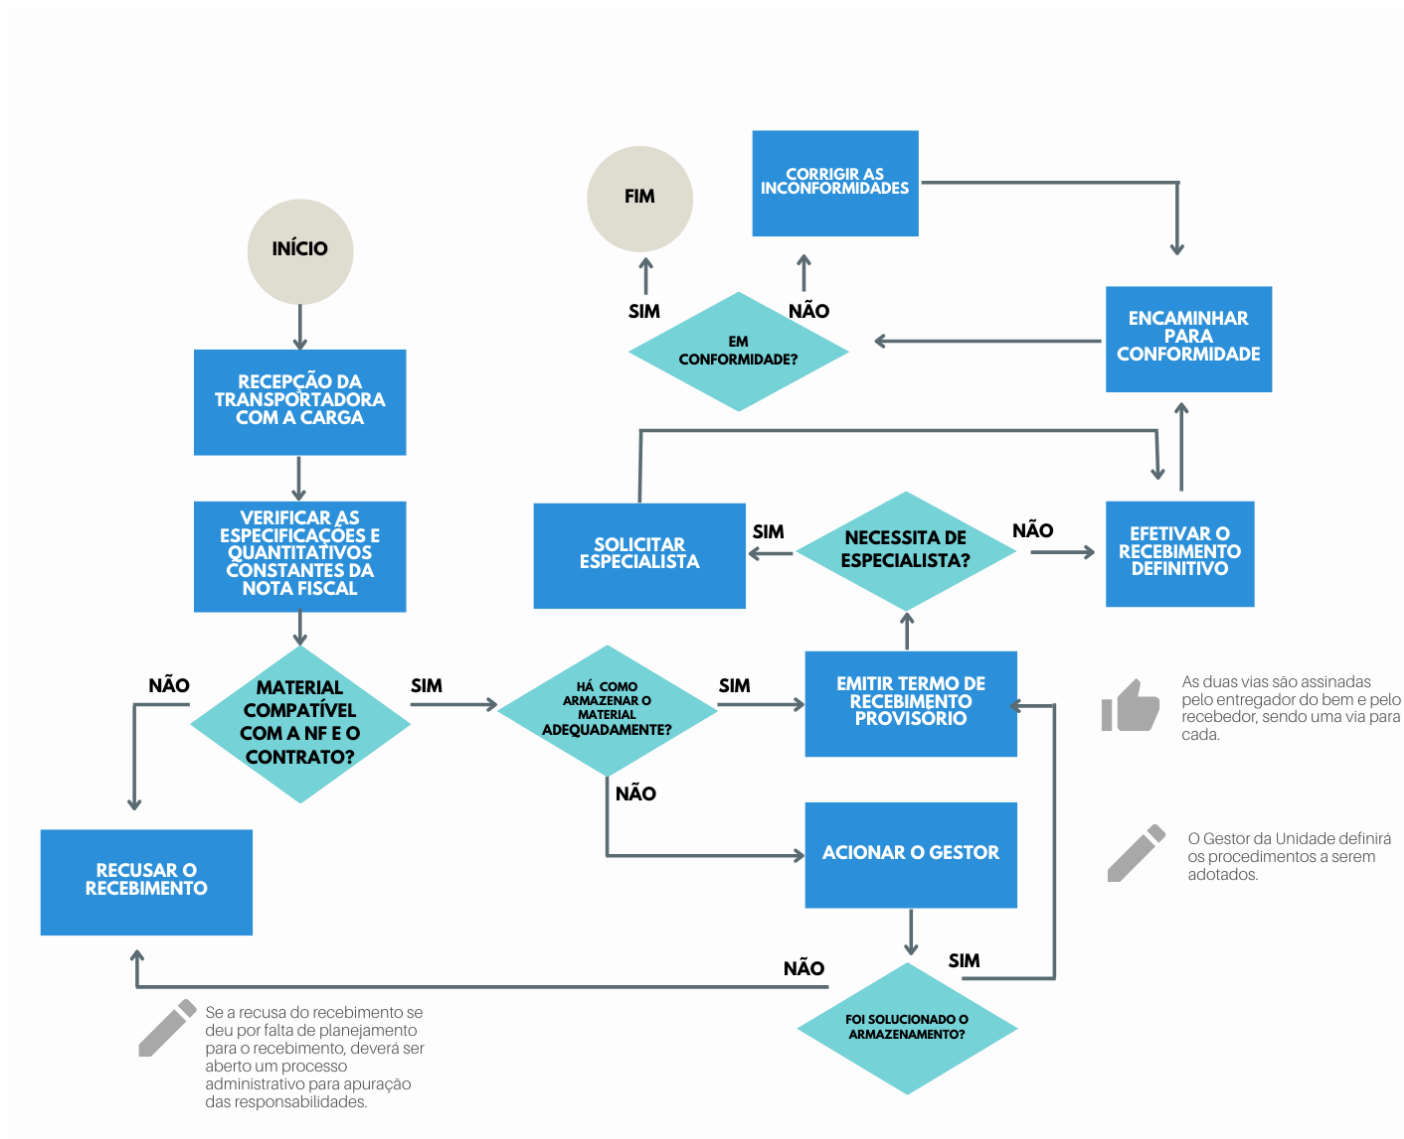 INÍCIO
RECEPÇÃO DA
TRANSPORTADORA
COM A CARGA
VERIFICAR AS
ESPECIFICAÇÕES E
QUANTITATIVOS
CONSTANTES DA
NOTA FISCAL
MATERIAL
COMPATÍVEL
COM A NF E O
CONTRATO?
NÃO
SIM
RECUSAR O
RECEBIMENTO
Se a recusa do recebimento se
deu por falta de planejamento
para o recebimento, deverá ser
aberto um processo
administrativo para apuração
das responsabilidades.
HÁ COMO
ARMAZENAR O
MATERIAL
ADEQUADAMENTE?
SIM
NÃO
EMITIR TERMO DE
RECEBIMENTO
PROVISÓRIO
As duas vias são assinadas
pelo entregador do bem e pelo
recebedor, sendo uma via para
cada.
ACIONAR O GESTOR
O Gestor da Unidade definirá
os procedimentos a serem
adotados.
FOI SOLUCIONADO O
ARMAZENAMENTO?
NÃO
SIM
NECESSITA DE
ESPECIALISTA?
SIM
NÃO
SOLICITAR
ESPECIALISTA
EFETIVAR O
RECEBIMENTO
DEFINITIVO
ENCAMINHAR
PARA
CONFORMIDADE
EM
CONFORMIDADE?
SIM
NÃO
CORRIGIR AS
INCONFORMIDADES
FIM